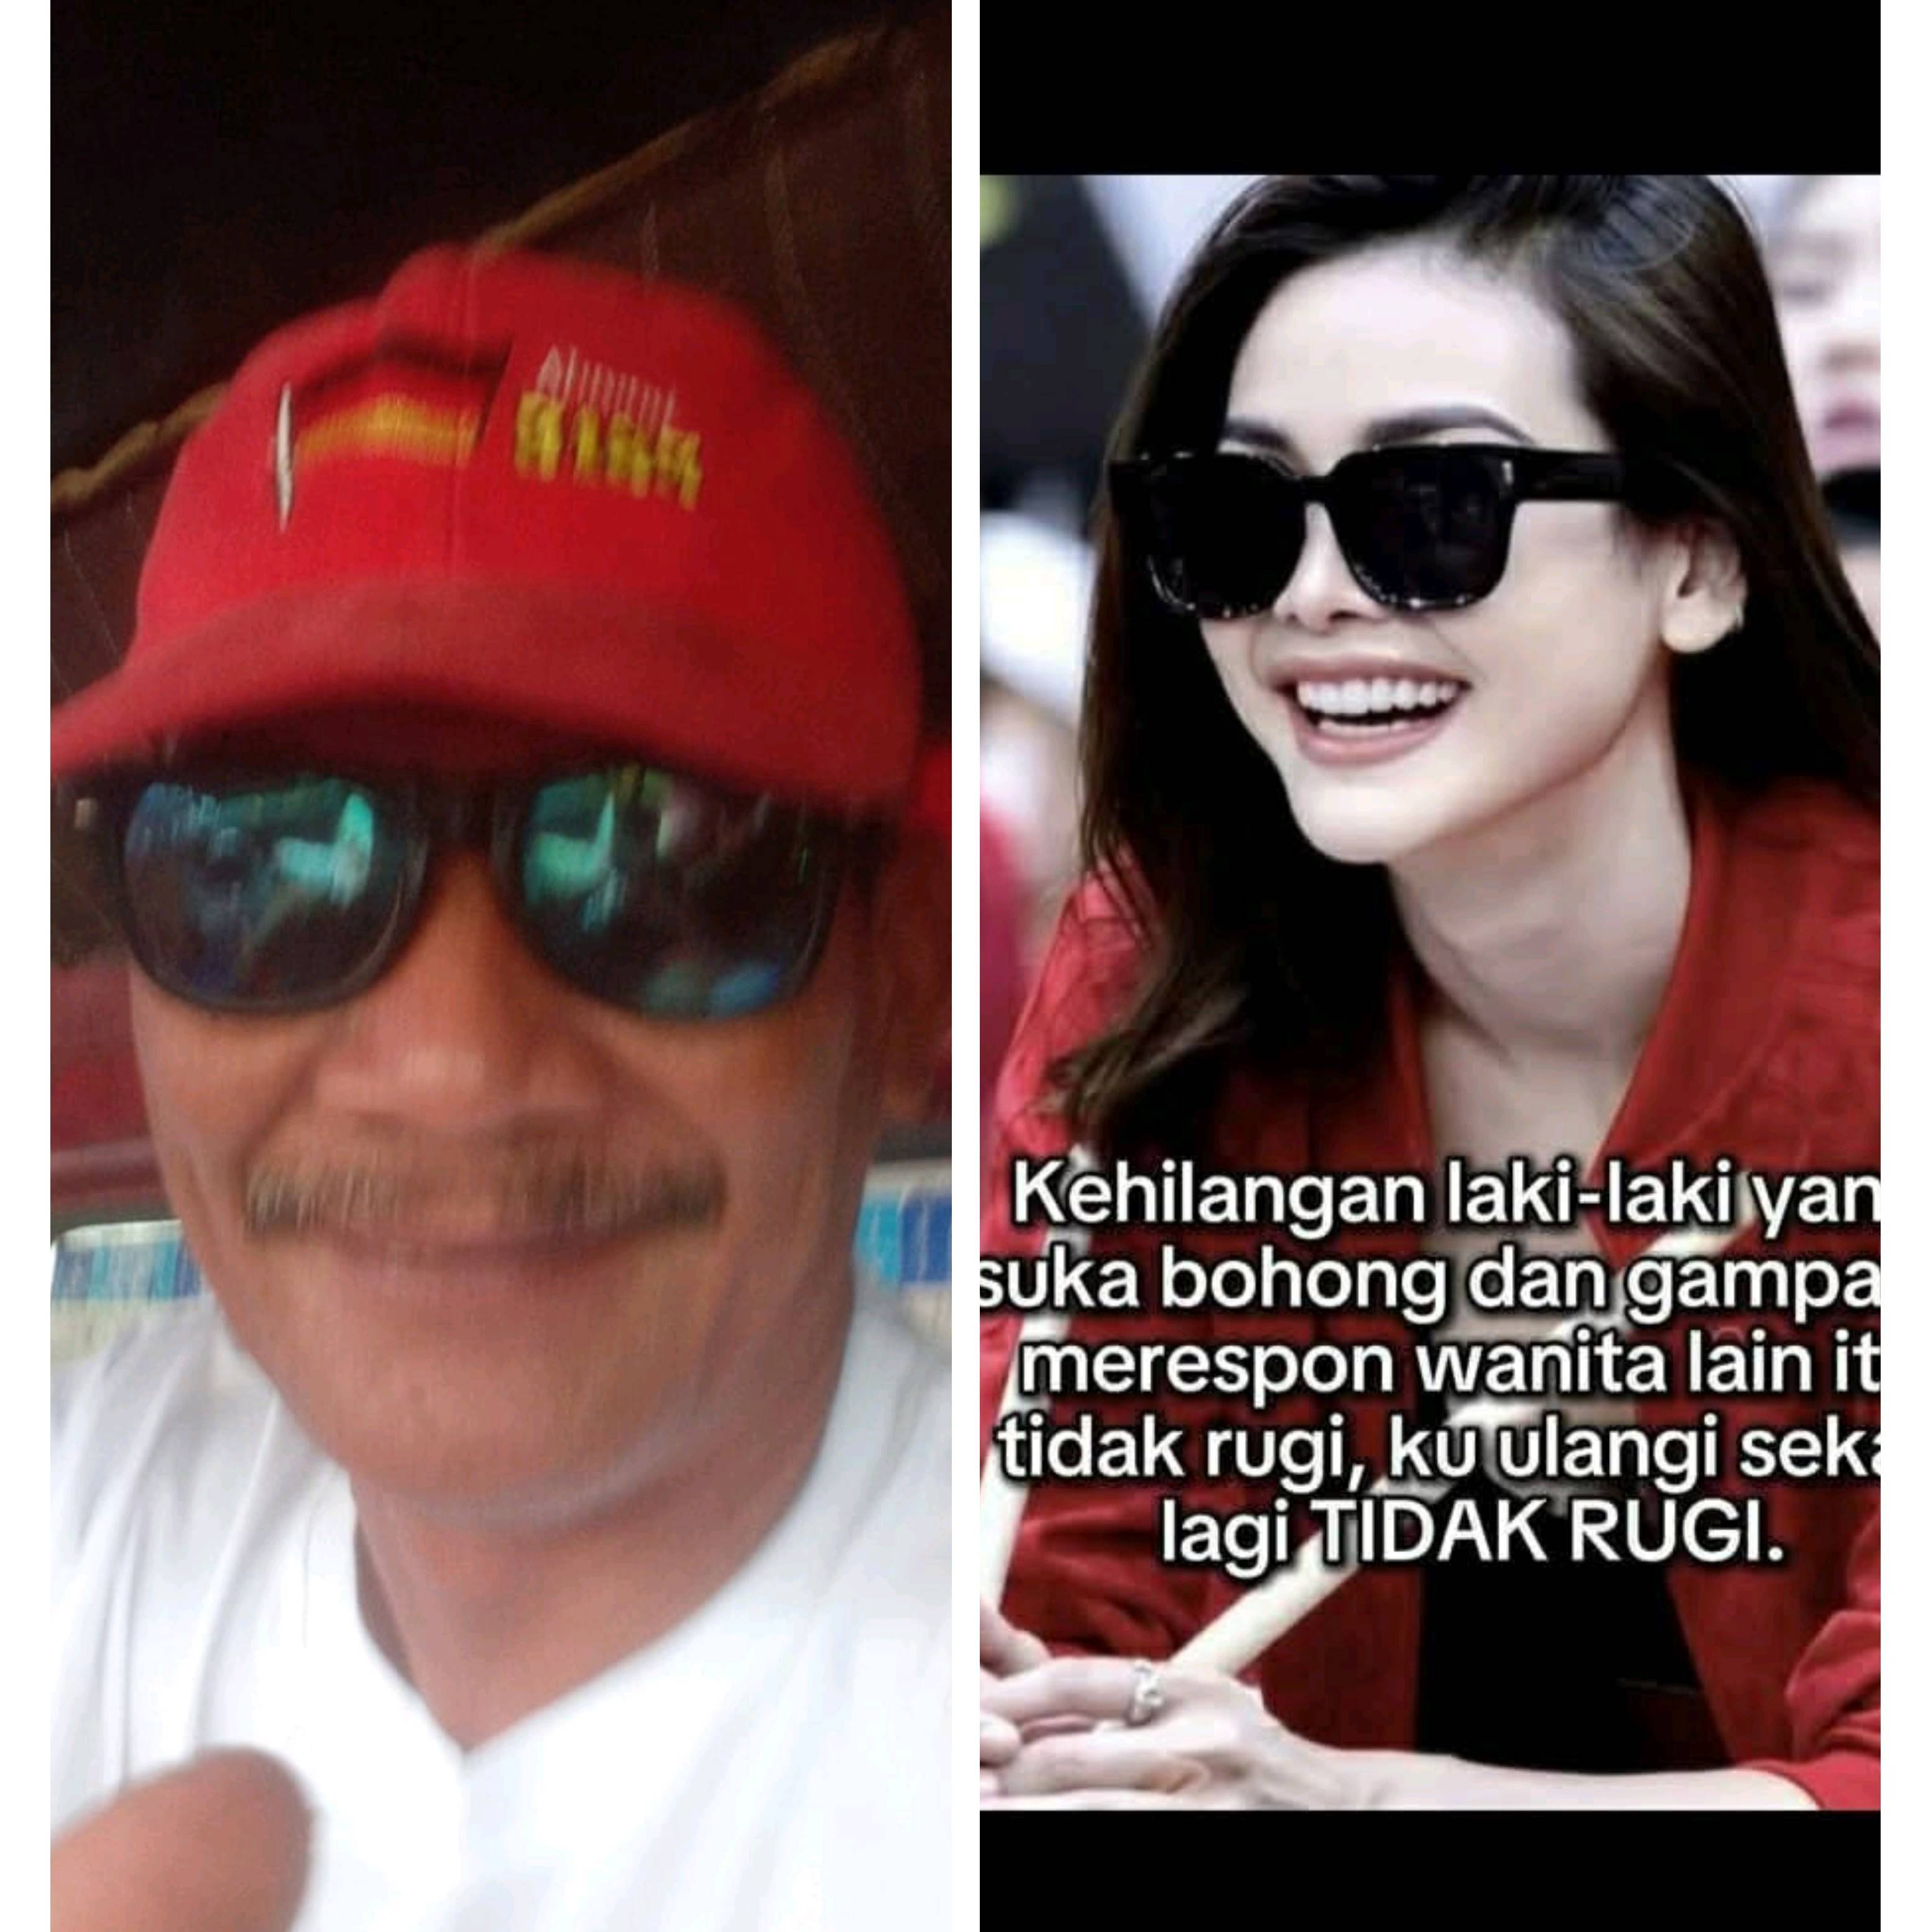 Alumni
Kehilangan laki-laki yan
suka bohong dan gampa
merespon wanita lain it
tidak rugi, ku ulangi seka
lagi TIDAK RUGI.